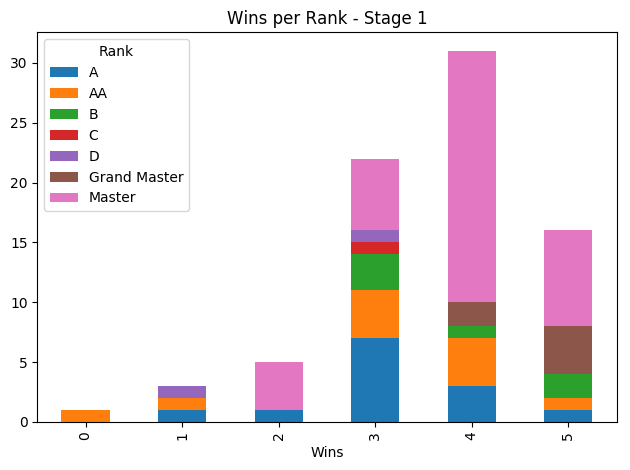 Wins per Rank - Stage 1
Rank
A
AA
B
C
D
Grand Master
Master
30
25
20
15
10
5
0
0 1 2 3 4 5
Wins